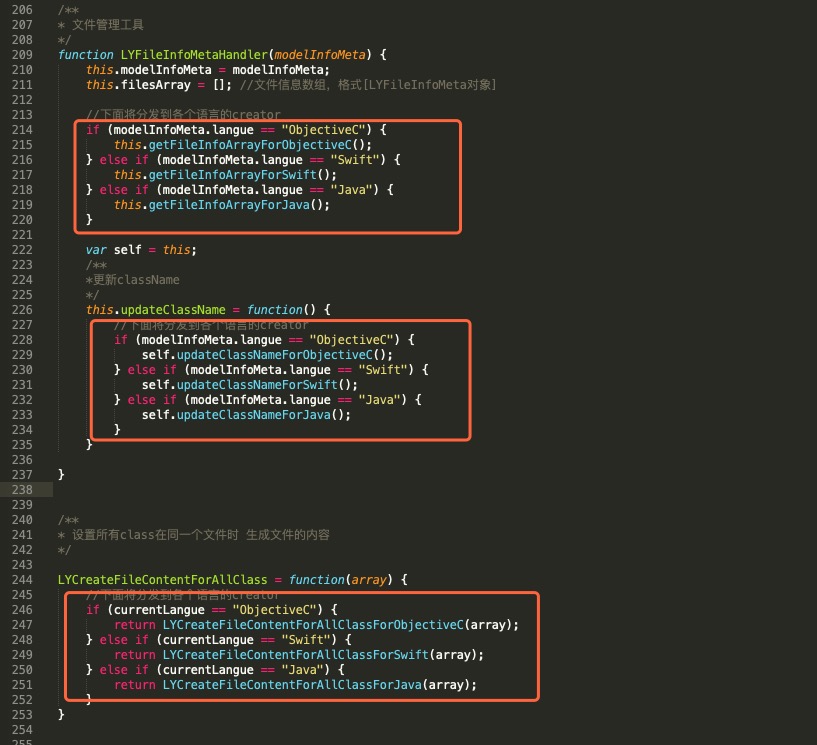 206 /**
207 * 文件管理工具
208 */
209 function LYFileInfoMetaHandler(modelInfoMeta) {
210 this.modelInfoMeta = modelInfoMeta;
211 this.filesArray = []; //文件信息数组，格式[LYFileInfoMeta对象]
212
213 //下面将分发到各个语言的creator
214 if (modelInfoMeta.langue == "ObjectiveC") {
215 this.getFileInfoArrayForObjectiveC();
216 } else if (modelInfoMeta.langue == "Swift") {
217 this.getFileInfoArrayForSwift();
218 } else if (modelInfoMeta.langue == "Java") {
219 this.getFileInfoArrayForJava();
220 }
221
222 var self = this;
223 /**
224 *更新className
225 */
226 this.updateClassName = function() {
227 //下面将分发到各个语言的creator
228 if (modelInfoMeta.langue == "ObjectiveC") {
229 self.updateClassNameForObjectiveC();
230 } else if (modelInfoMeta.langue == "Swift") {
231 self.updateClassNameForSwift();
232 } else if (modelInfoMeta.langue == "Java") {
233 self.updateClassNameForJava();
234 }
235 }
236
237 }
238
239
240 /**
241 * 设置所有class在同一个文件时 生成文件的内容
242 */
243
244 LYCreateFileContentForAllClass = function(array) {
245 //下面将分发到各个语言的creator
246 if (currentLangue == "ObjectiveC") {
247 return LYCreateFileContentForAllClassForObjectiveC(array);
248 } else if (currentLangue == "Swift") {
249 return LYCreateFileContentForAllClassForSwift(array);
250 } else if (currentLangue == "Java") {
251 return LYCreateFileContentForAllClassForJava(array);
252 }
253 }
254
255